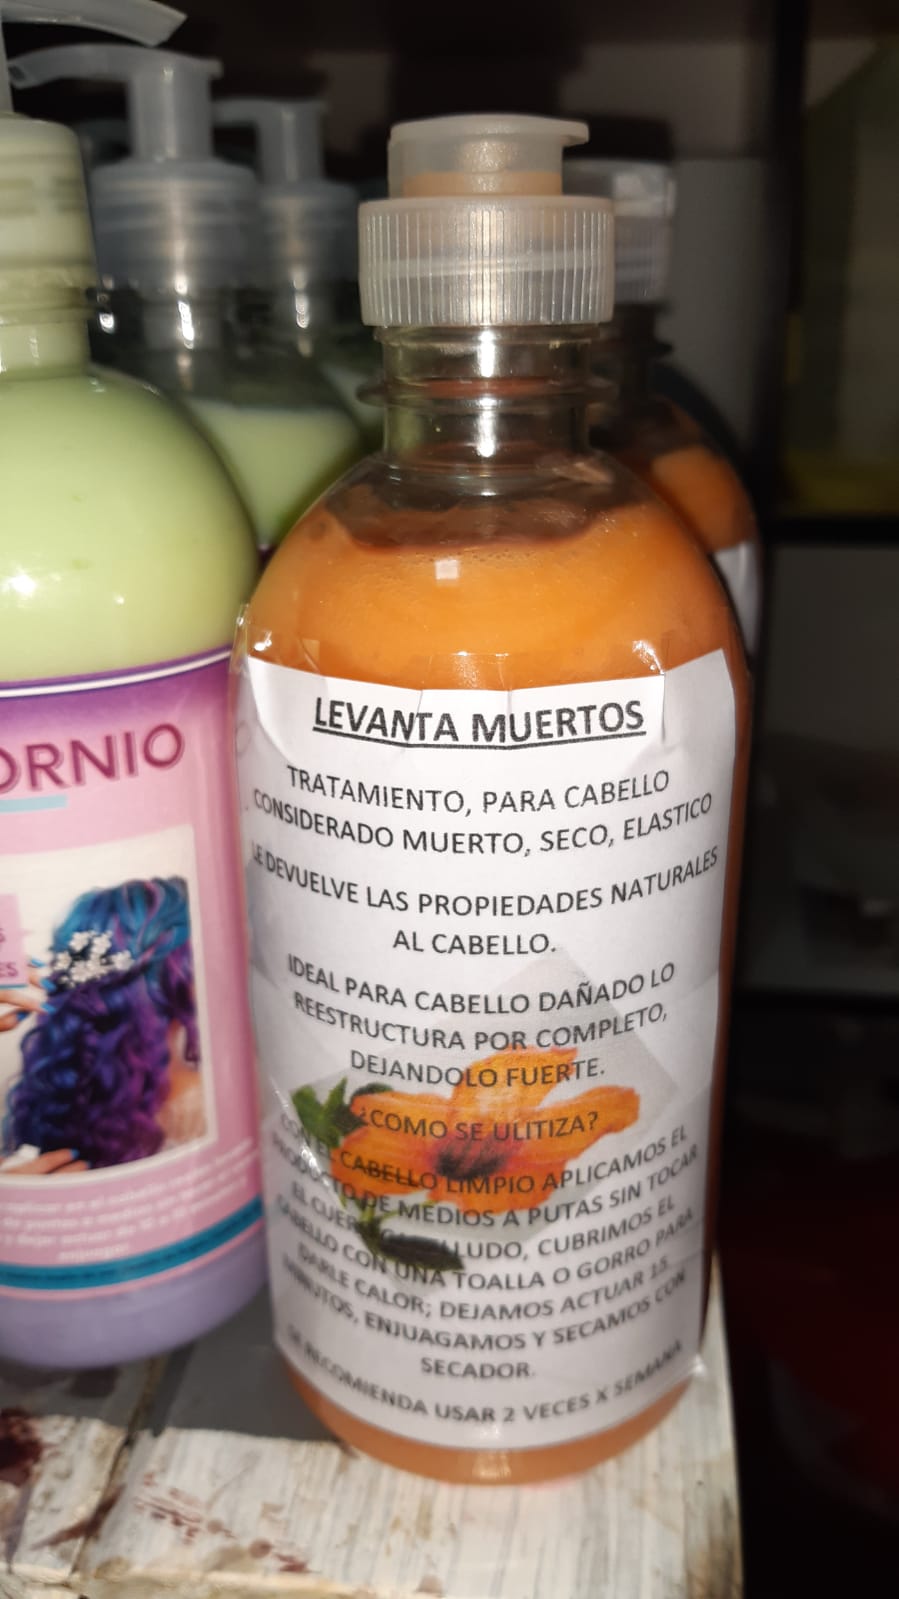 LEVANTA MUERTOS
TRATAMIENTO, PARA CABELLO
CONSIDERADO MUERTO, SECO, ELASTICO
LE DEVUELVE LAS PROPIEDADES NATURALES
AL CABELLO.
IDEAL PARA CABELLO DAÑADO LO
REESTRUCTURA POR COMPLETO,
DEJANDOLO FUERTE.
¿COMO SE ULITIZA?
CON EL CABELLO LIMPIO APLICAMOS EL
PRODUCTO DE MEDIOS A PUTAS SIN TOCAR
EL LLUDO, CUBRIMOS EL
CABELLO CON UNA TOALLA O GORRO PARA
DARLE CALOR; DEJAMOS ACTUAR 15
MINUTOS, ENJUAGAMOS Y SECAMOS CON
SECADOR.
SE RECOMIENDA USAR 2 VECES X SEMANA
ORNIO